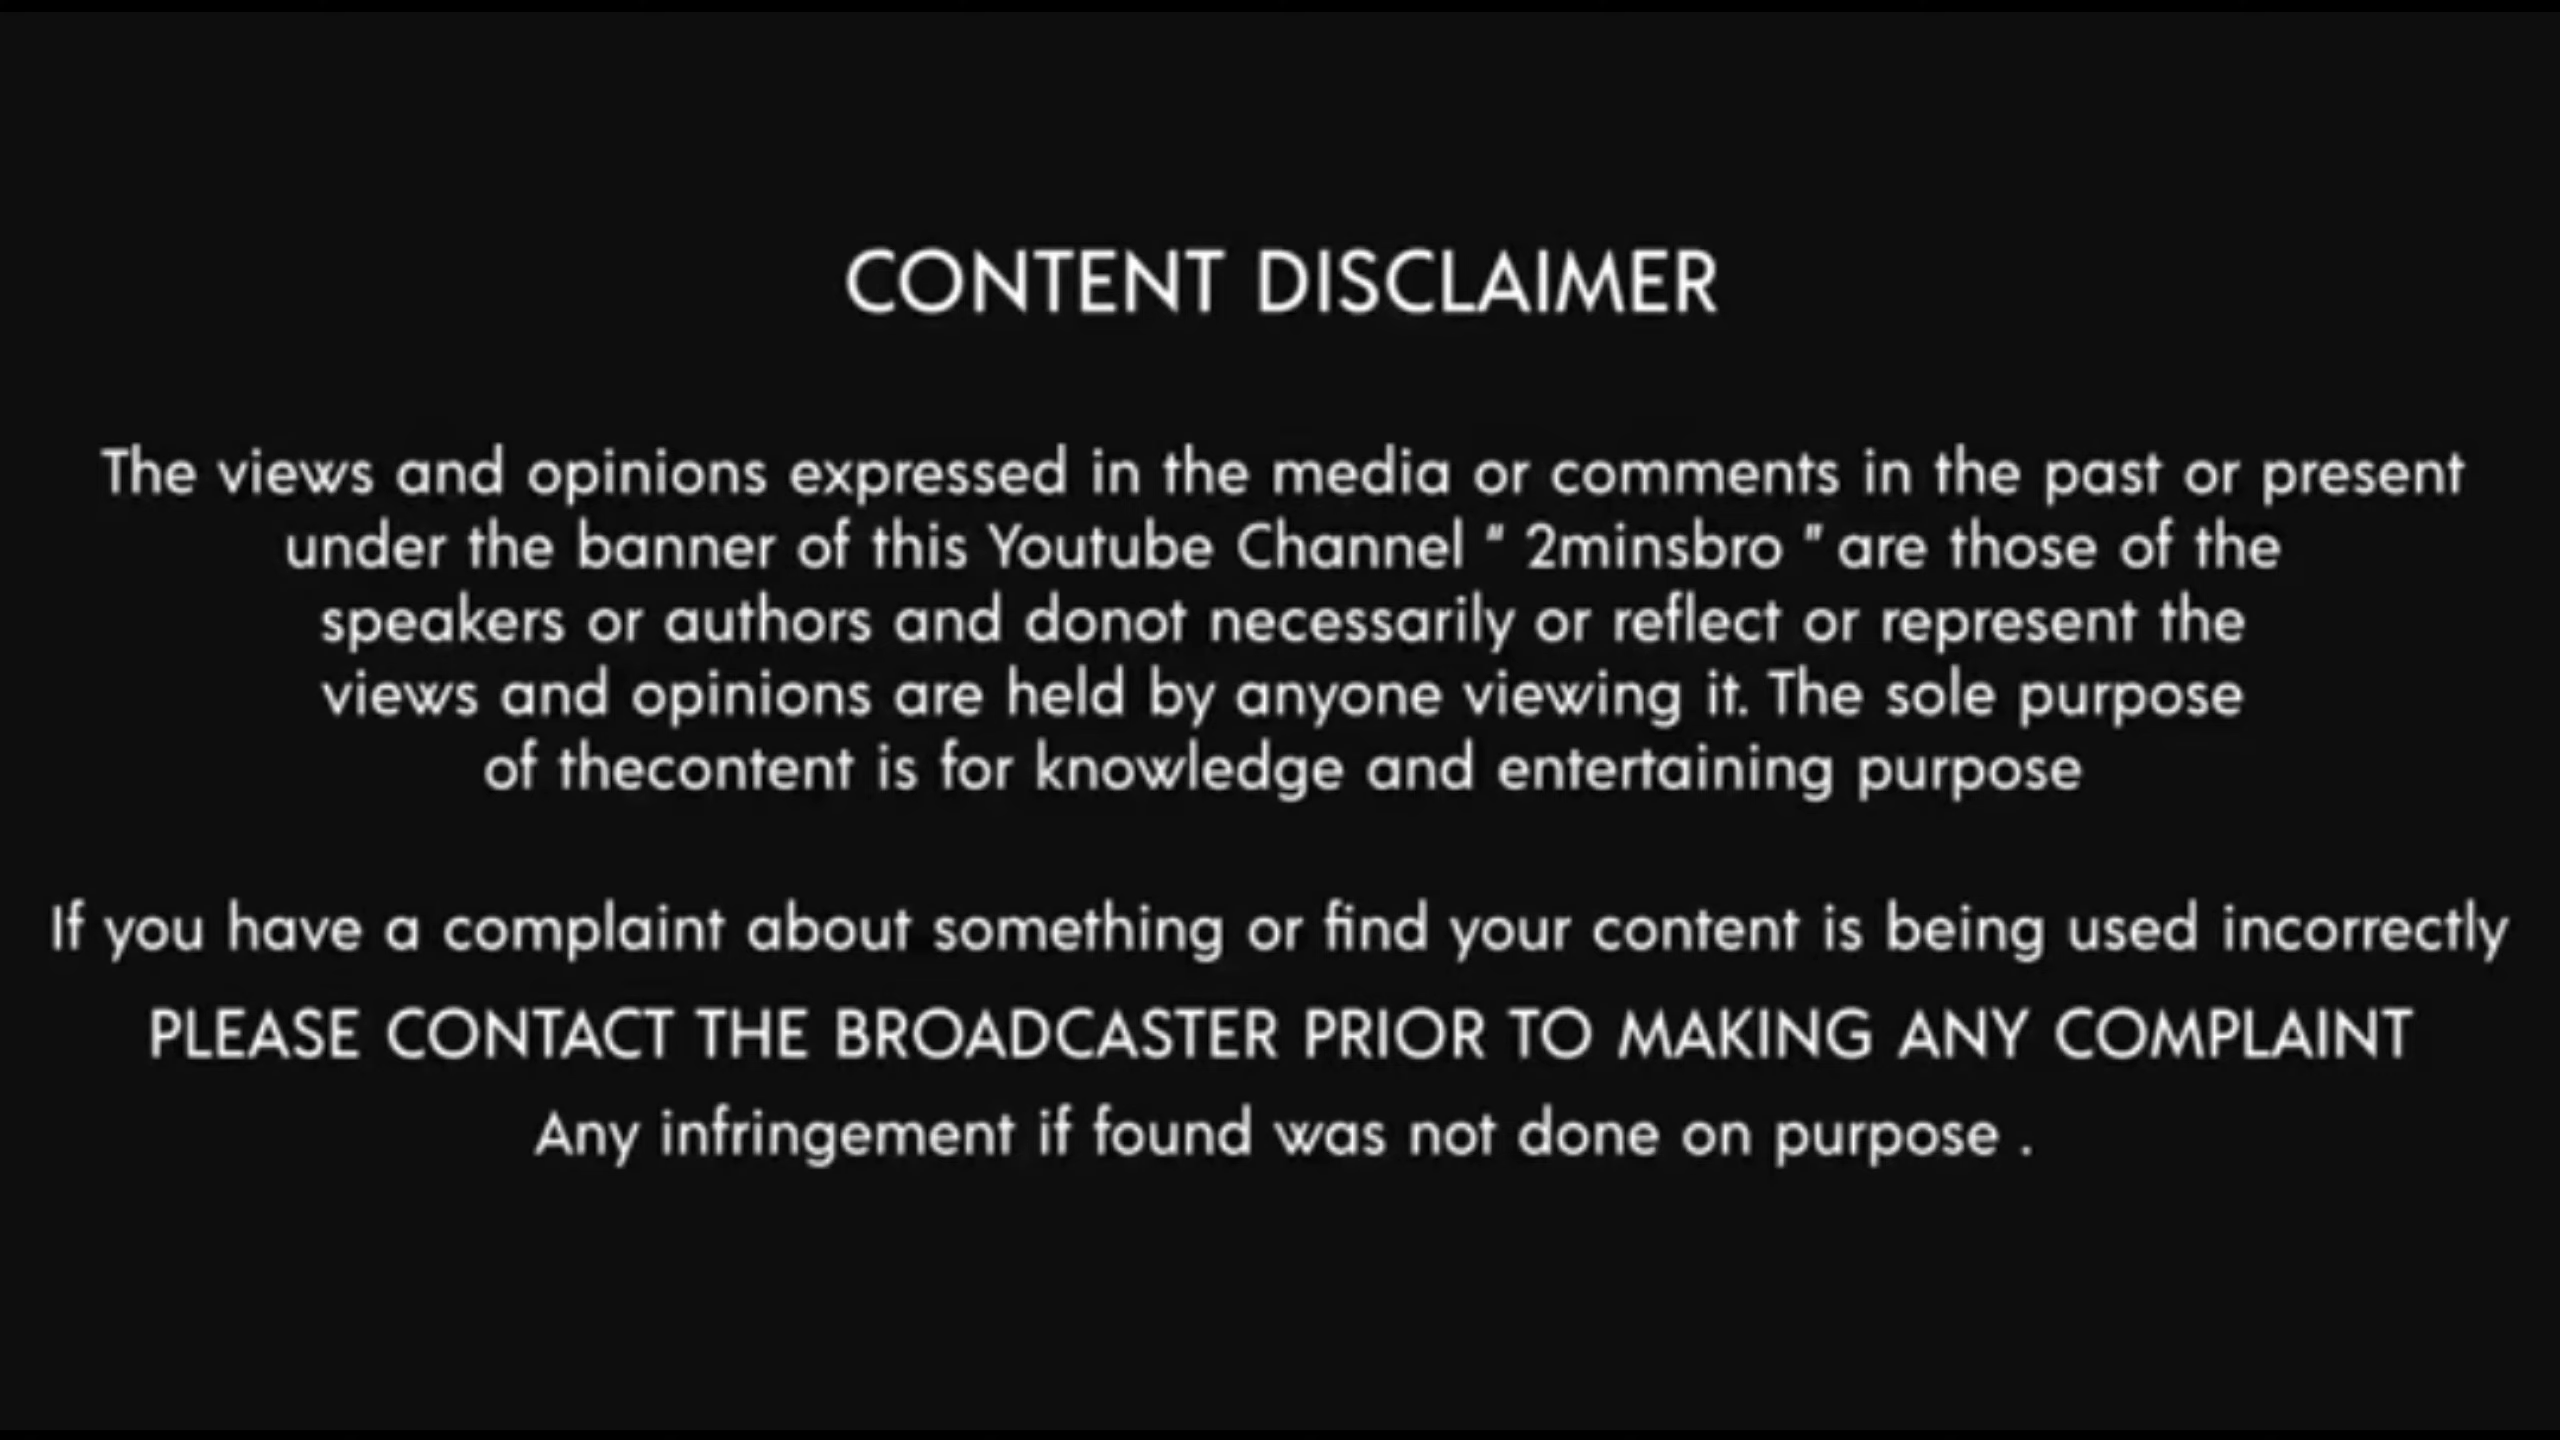 CONTENT DISCLAIMER
The views and opinions expressed in the media or comments in the past or present
under the banner of this Youtube Channel “ 2minsbro ” are those of the
speakers or authors and donot necessarily or reflect or represent the
views and opinions are held by anyone viewing it. The sole purpose
of thecontent is for knowledge and entertaining purpose
If you have a complaint about something or find your content is being used incorrectly
PLEASE CONTACT THE BROADCASTER PRIOR TO MAKING ANY COMPLAINT
Any infringement if found was not done on purpose .